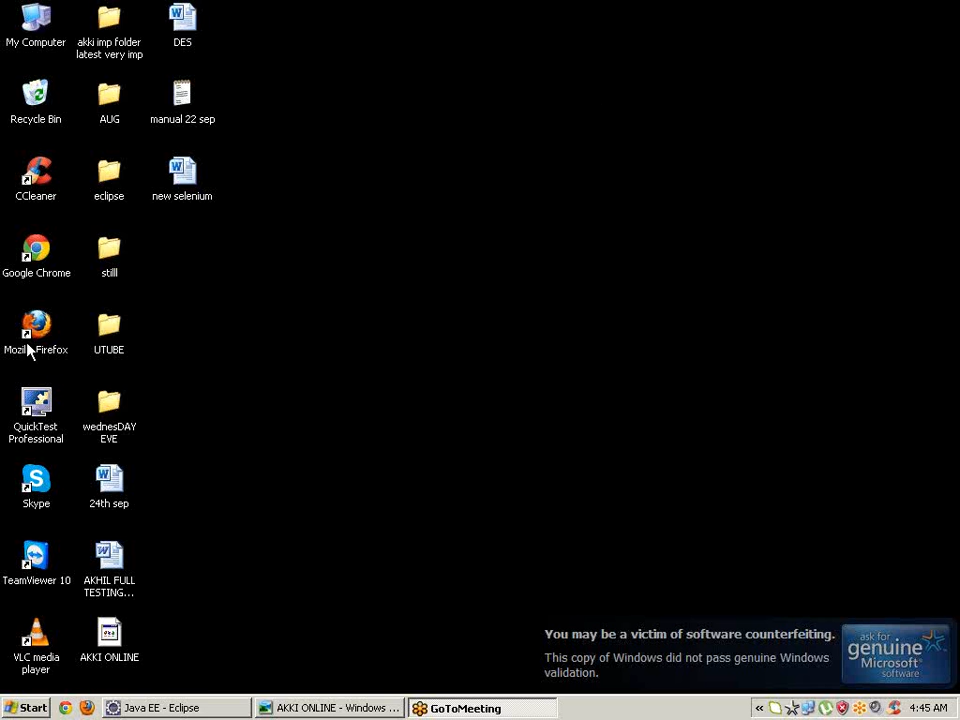 My Computer
akki imp folder
latest very imp
DES
Recycle Bin
AUG
manual 22 sep
CCleaner
eclipse
new selenium
Google Chrome
stilll
UTUBE
QuickTest
Professional
wednesDAY
EVE
Skype
24th sep
TeamViewer 10
AKHIL FULL
TESTING...
VLC media
player
AKKI ONLINE
You may be a victim of software counterfeiting.
This copy of Windows did not pass genuine Windows
validation.
ask for
genuine
Microsoft
software
Start
Java EE - Eclipse
AKKI ONLINE - Windows ...
GoToMeeting
4:45 AM